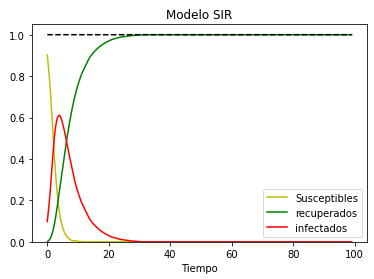 Modelo SIR
1.0
0.8
0.6
0.4
0.2
0.0
Susceptibles
recuperados
infectados
0 20 40 60 80 100
Tiempo